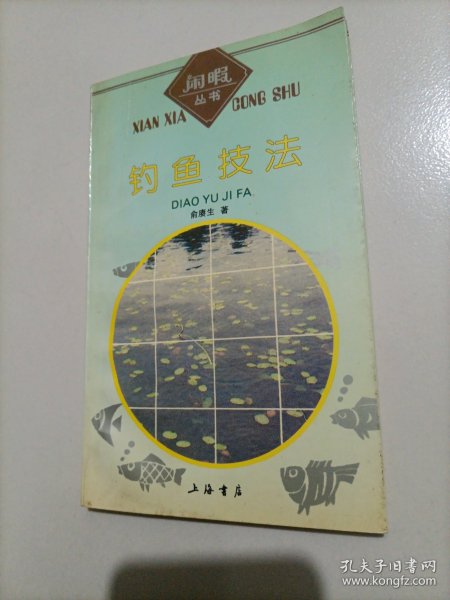 闲暇
丛书
XIAN XIA CONG SHU
钓鱼技法
DIAO YU JI FA
俞赓生 著
上海书店
孔夫子旧书网
www.kongfz.com